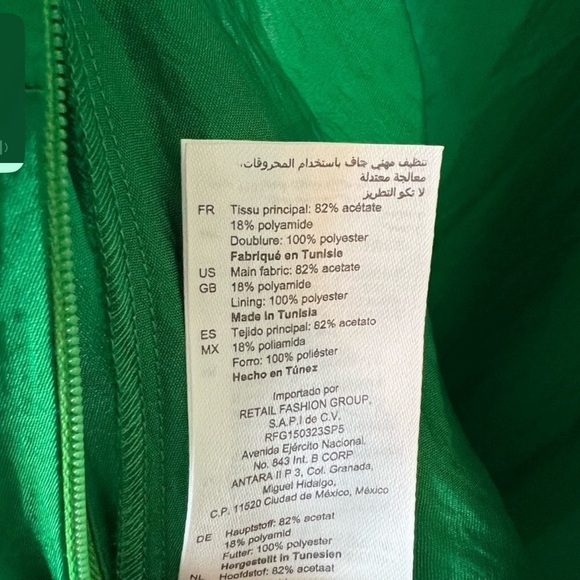 تنظيف مهني جاف باستخدام المحروقات،
معالجة معتدلة
لا تكو التطريز
FR Tissu principal: 82% acétate
18% polyamide
Doublure: 100% polyester
Fabriqué en Tunisie
US Main fabric: 82% acetate
GB 18% polyamide
Lining: 100% polyester
Made in Tunisia
ES Tejido principal: 82% acetato
MX 18% poliamida
Forro: 100% poliéster
Hecho en Túnez
Importado por
RETAIL FASHION GROUP,
S.A.P.I de C.V.
RFG150323SP5
Avenida Ejército Nacional,
No. 843 Int. B CORP
ANTARA II P 3, Col. Granada,
Miguel Hidalgo,
C.P. 11520 Ciudad de México, México
DE Hauptstoff: 82% acetat
18% polyamid
Futter: 100% polyester
Hergestellt in Tunesien
NL Hoofdstof: 82% acetaat